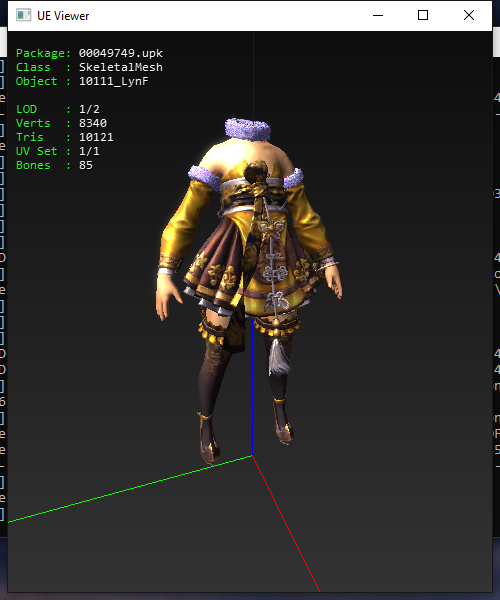 UE Viewer
Package: 00049749.upk
Class : SkeletalMesh
Object : 10111_LynF
LOD : 1/2
Verts : 8340
Tris : 10121
UV Set : 1/1
Bones : 85